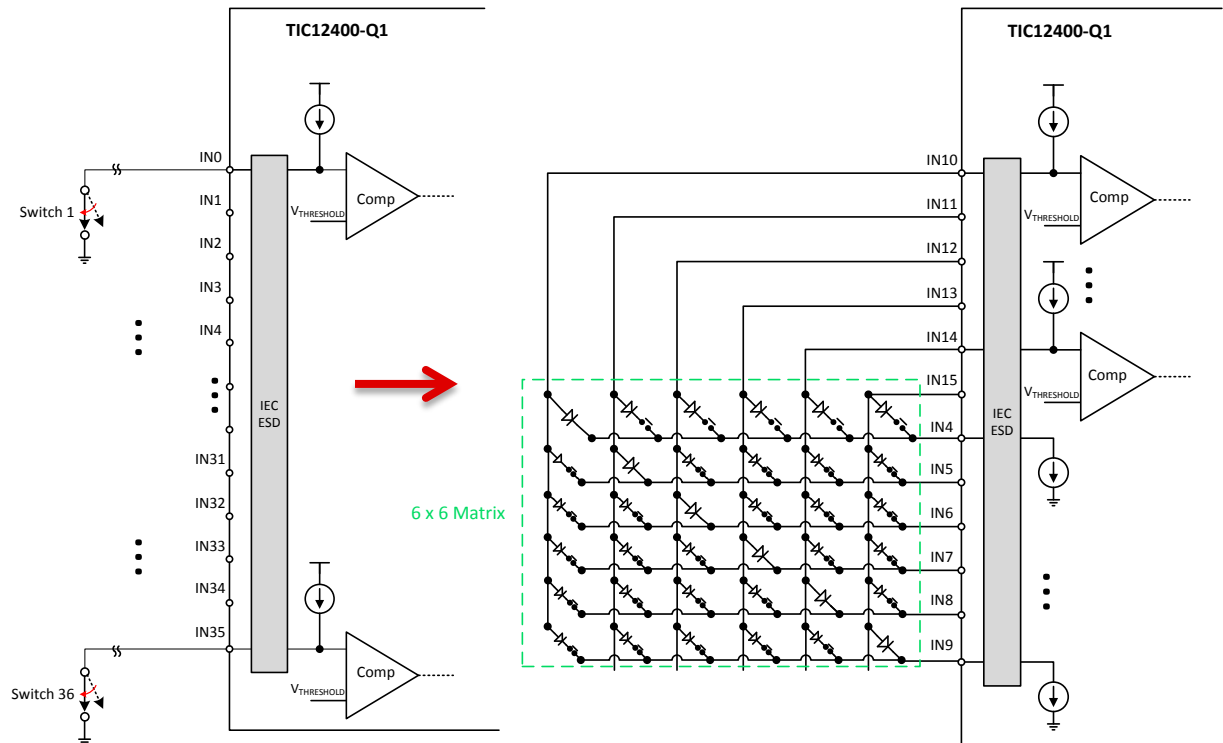 TIC12400-Q1
IN0
IN1
IN2
IN3
IN4
IN31
IN32
IN33
IN34
IN35
Switch 1
Switch 36
IEC
ESD
Comp
VTHRESHOLD
Comp
VTHRESHOLD
TIC12400-Q1
IN10
IN11
IN12
IN13
IN14
IN15
IN4
IN5
IN6
IN7
IN8
IN9
6 x 6 Matrix
IEC
ESD
Comp
VTHRESHOLD
Comp
VTHRESHOLD